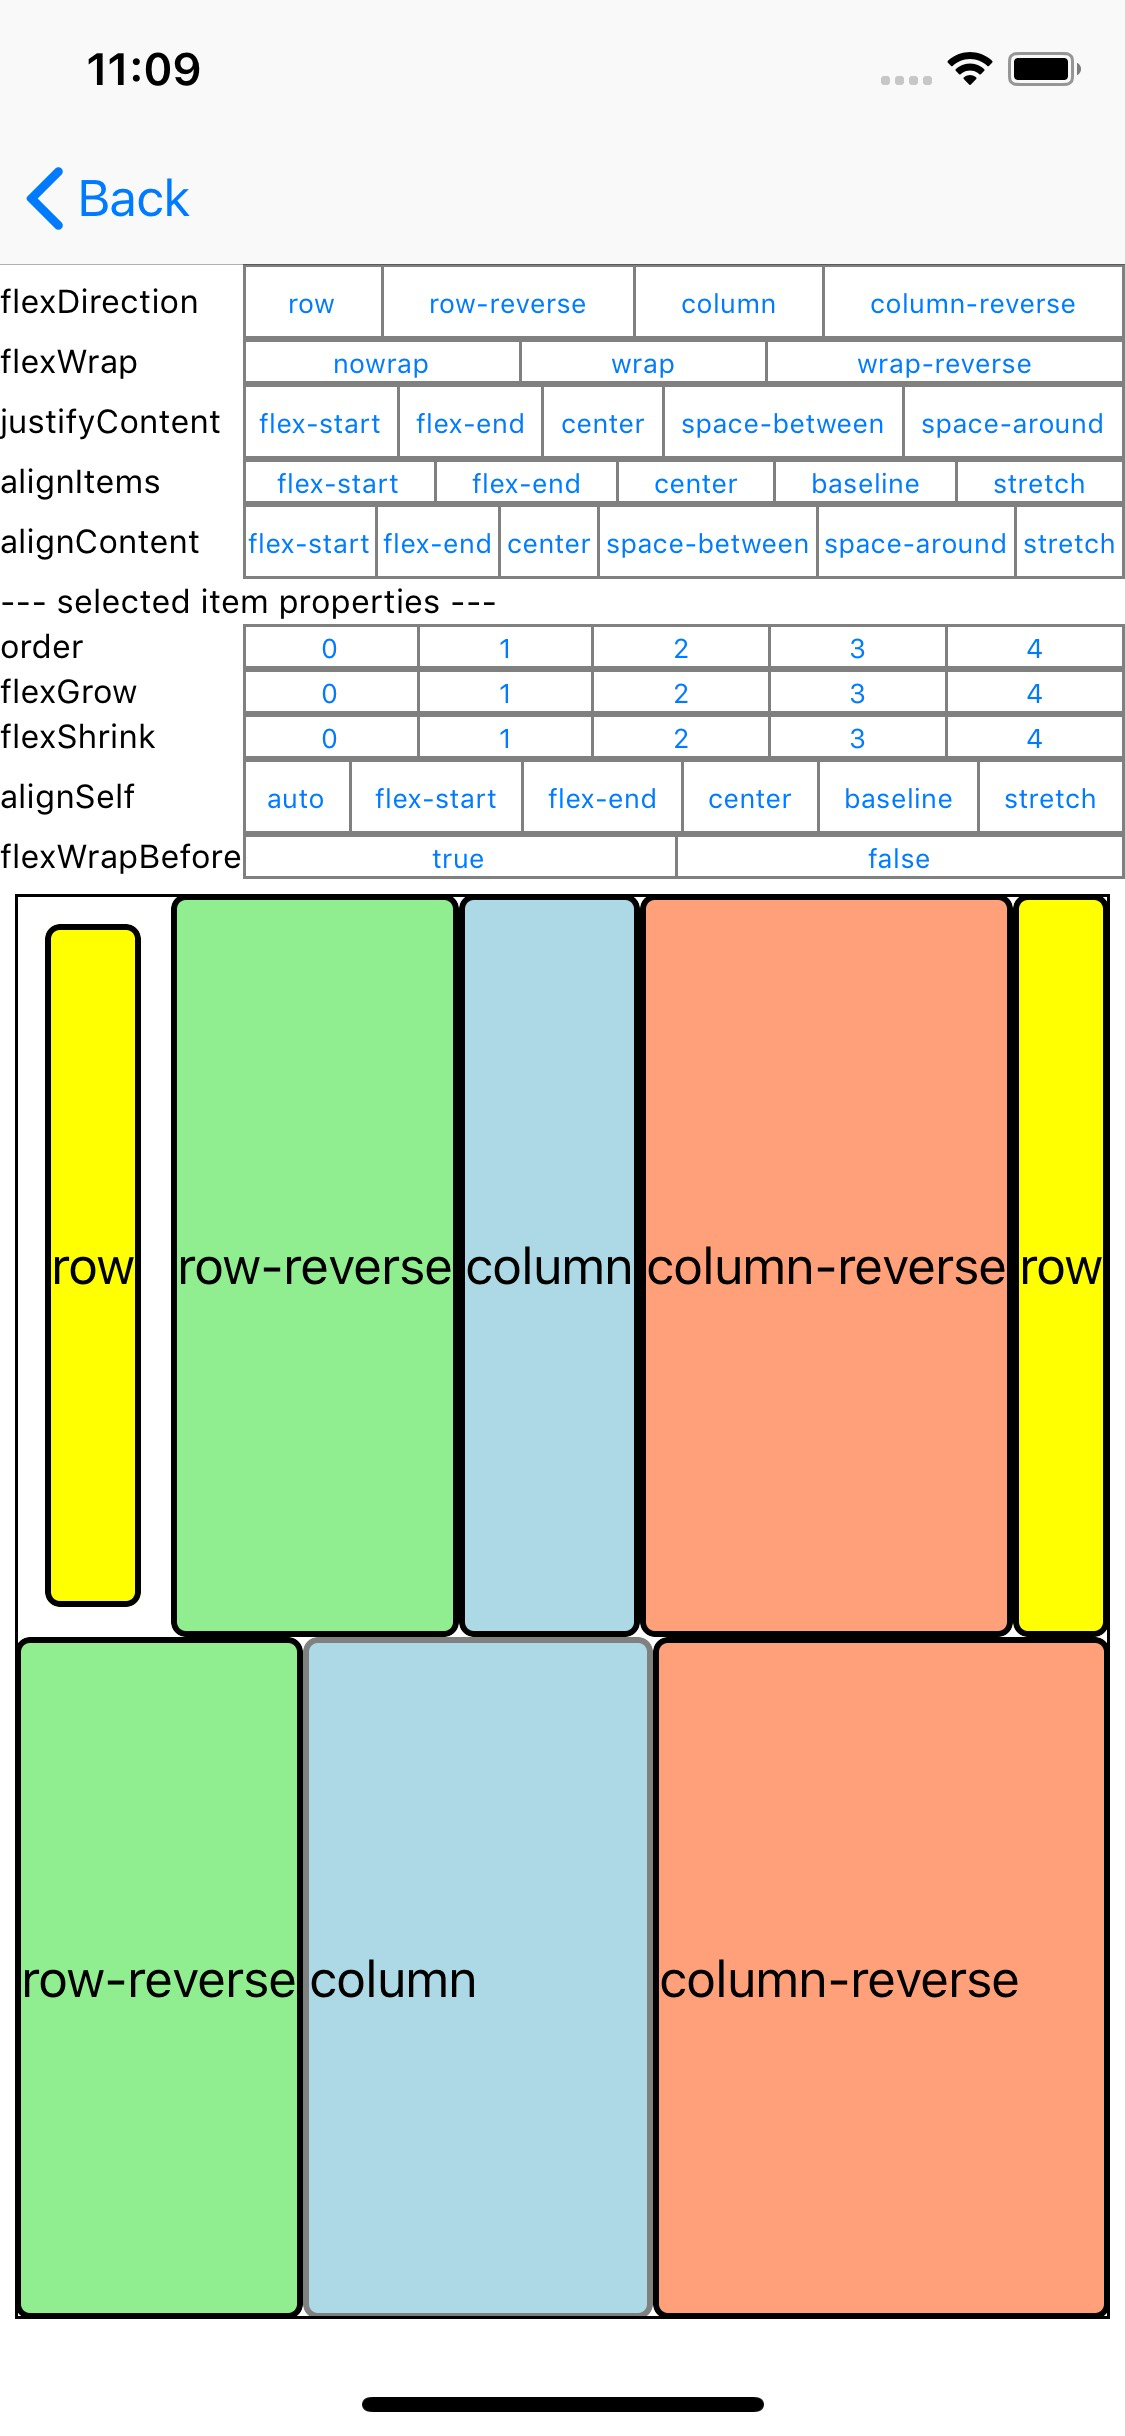 11:09
Back
flexDirection row row-reverse column column-reverse
flexWrap nowrap wrap wrap-reverse
justifyContent flex-start flex-end center space-between space-around
alignItems flex-start flex-end center baseline stretch
alignContent flex-start flex-end center space-between space-around stretch
--- selected item properties ---
order 0 1 2 3 4
flexGrow 0 1 2 3 4
flexShrink 0 1 2 3 4
alignSelf auto flex-start flex-end center baseline stretch
flexWrapBefore true false
row row-reverse column column-reverse row
row-reverse column column-reverse